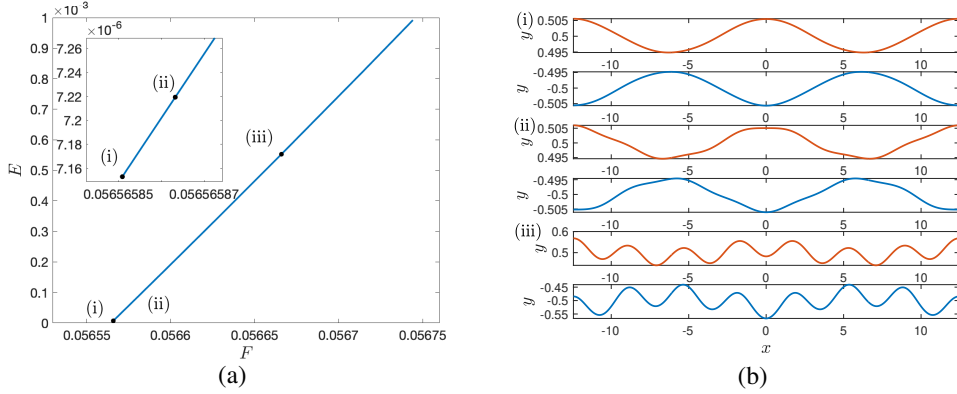 1 × 10⁻³
0.9
0.8
0.7
0.6
0.5
0.4
0.3
0.2
0.1
0
E
0.05655
0.0566
0.05665
0.0567
0.05675
F
× 10⁻⁶
7.26
7.24
7.22
7.2
7.18
7.16
0.056656585
0.056656587
(i)
(ii)
(i)
(ii)
(iii)
(a)
(i)
y
0.505
0.5
0.495
-10 -5 0 5 10
y
-0.495
-0.5
-0.505
-10 -5 0 5 10
(ii)
y
0.505
0.495
-10 -5 0 5 10
y
-0.495
-0.505
-10 -5 0 5 10
(iii)
y
0.6
0.5
-10 -5 0 5 10
y
-0.45
-0.55
-10 -5 0 5 10
x
(b)